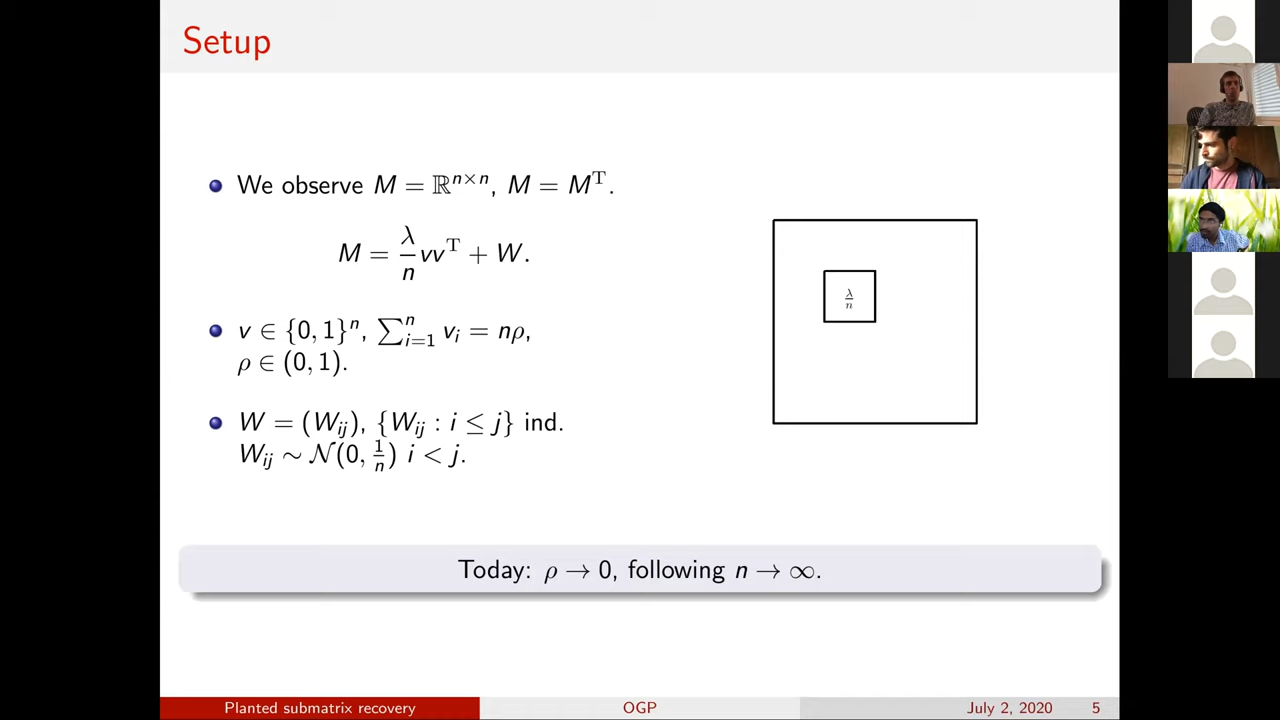 Setup
We observe M = ℝⁿˣⁿ, M = Mᵀ.
M = λ/n vvᵀ + W.
v ∈ {0, 1}ⁿ, ∑ⁿᵢ₌₁ vᵢ = nρ,
ρ ∈ (0, 1).
W = (Wᵢⱼ), {Wᵢⱼ : i ≤ j} ind.
Wᵢⱼ ∼ 𝒩(0, 1/n) i < j.
λ/n
Today: ρ → 0, following n → ∞.
Planted submatrix recovery OGP July 2, 2020 5